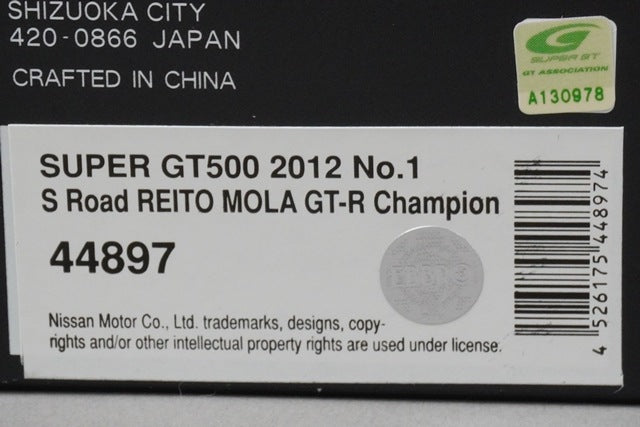 SHIZUOKA CITY
420-0866 JAPAN
CRAFTED IN CHINA
SUPER GT
GT ASSOCIATION
A130978
SUPER GT500 2012 No.1
S Road REITO MOLA GT-R Champion
44897
EBBRO
Nissan Motor Co., Ltd. trademarks, designs, copy-
rights and/or other intellectual property rights are used under license.
4 526175 448974